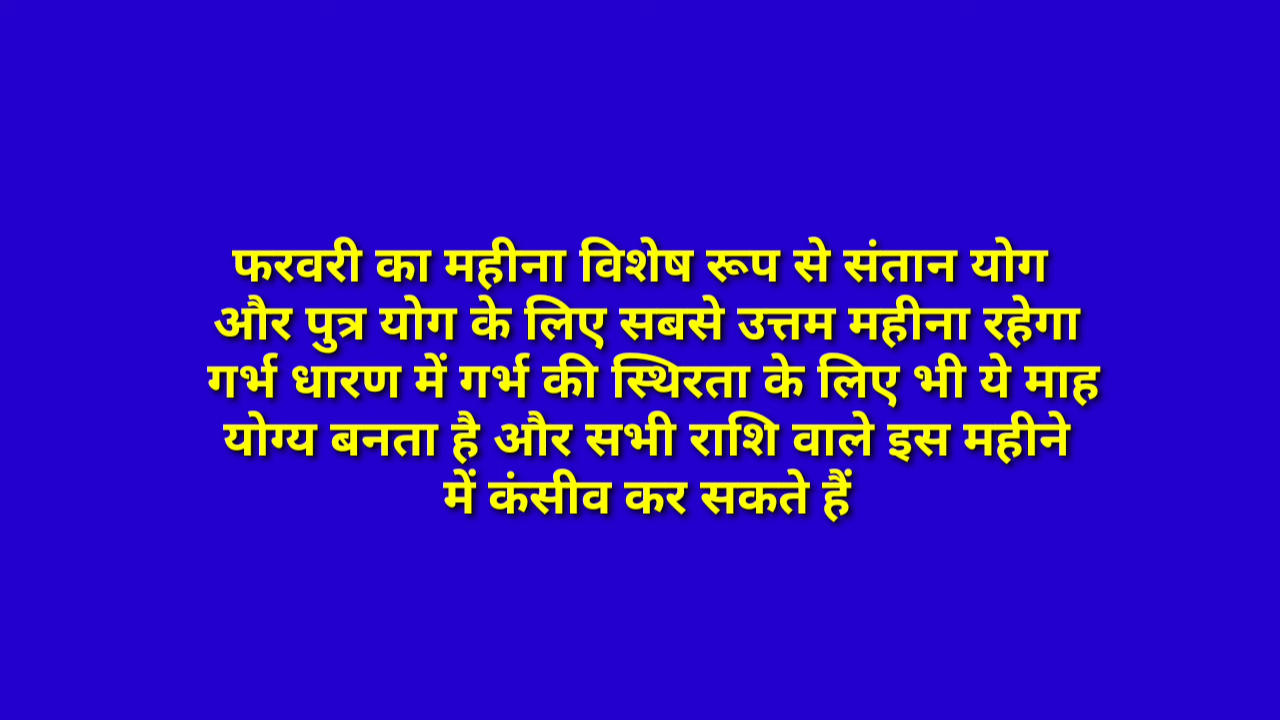 फरवरी का महीना विशेष रूप से संतान योग
और पुत्र योग के लिए सबसे उत्तम महीना रहेगा
गर्भ धारण में गर्भ की स्थिरता के लिए भी ये माह
योग्य बनता है और सभी राशि वाले इस महीने
में कंसीव कर सकते हैं